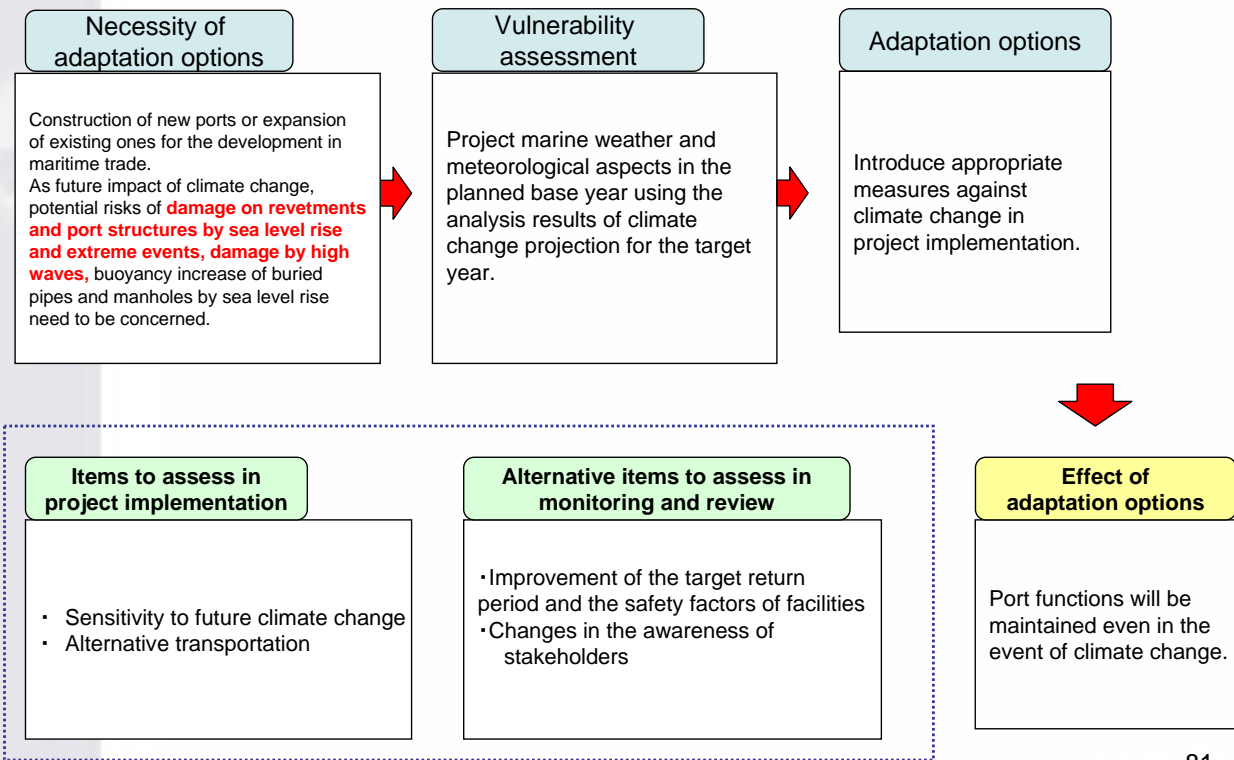 Necessity of
adaptation options
Construction of new ports or expansion
of existing ones for the development in
maritime trade.
As future impact of climate change,
potential risks of damage on revetments
and port structures by sea level rise
and extreme events, damage by high
waves, buoyancy increase of buried
pipes and manholes by sea level rise
need to be concerned.
Vulnerability
assessment
Project marine weather and
meteorological aspects in the
planned base year using the
analysis results of climate
change projection for the target
year.
Adaptation options
Introduce appropriate
measures against
climate change in
project implementation.
Items to assess in
project implementation
・ Sensitivity to future climate change
・ Alternative transportation
Alternative items to assess in
monitoring and review
・Improvement of the target return
period and the safety factors of facilities
・Changes in the awareness of
stakeholders
Effect of
adaptation options
Port functions will be
maintained even in the
event of climate change.